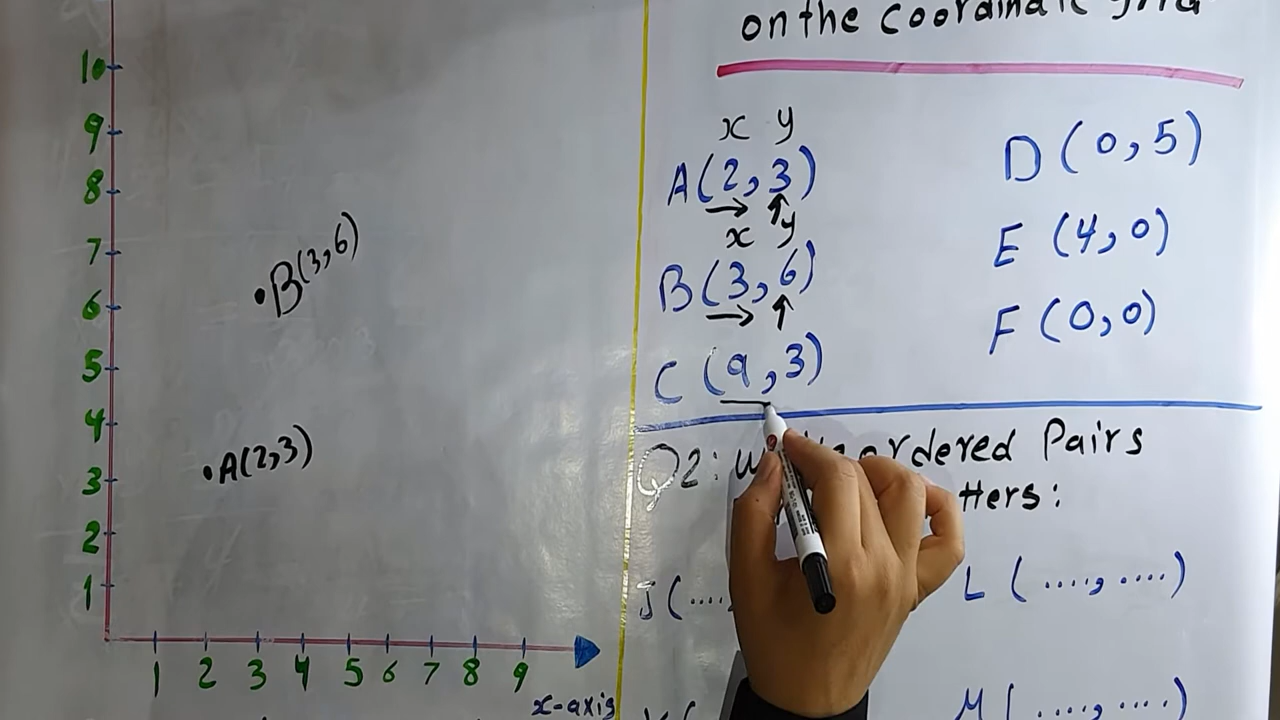 on the coordinate grid
10
9
8
7
6
5
4
3
2
1
1 2 3 4 5 6 7 8 9
x-axis
B(3,6)
A(2,3)
x y
A(2,3)
x y
B(3,6)
C(9,3)
D(0,5)
E(4,0)
F(0,0)
Q2: ordered Pairs
J(....
L(....,....)
M(....,....)